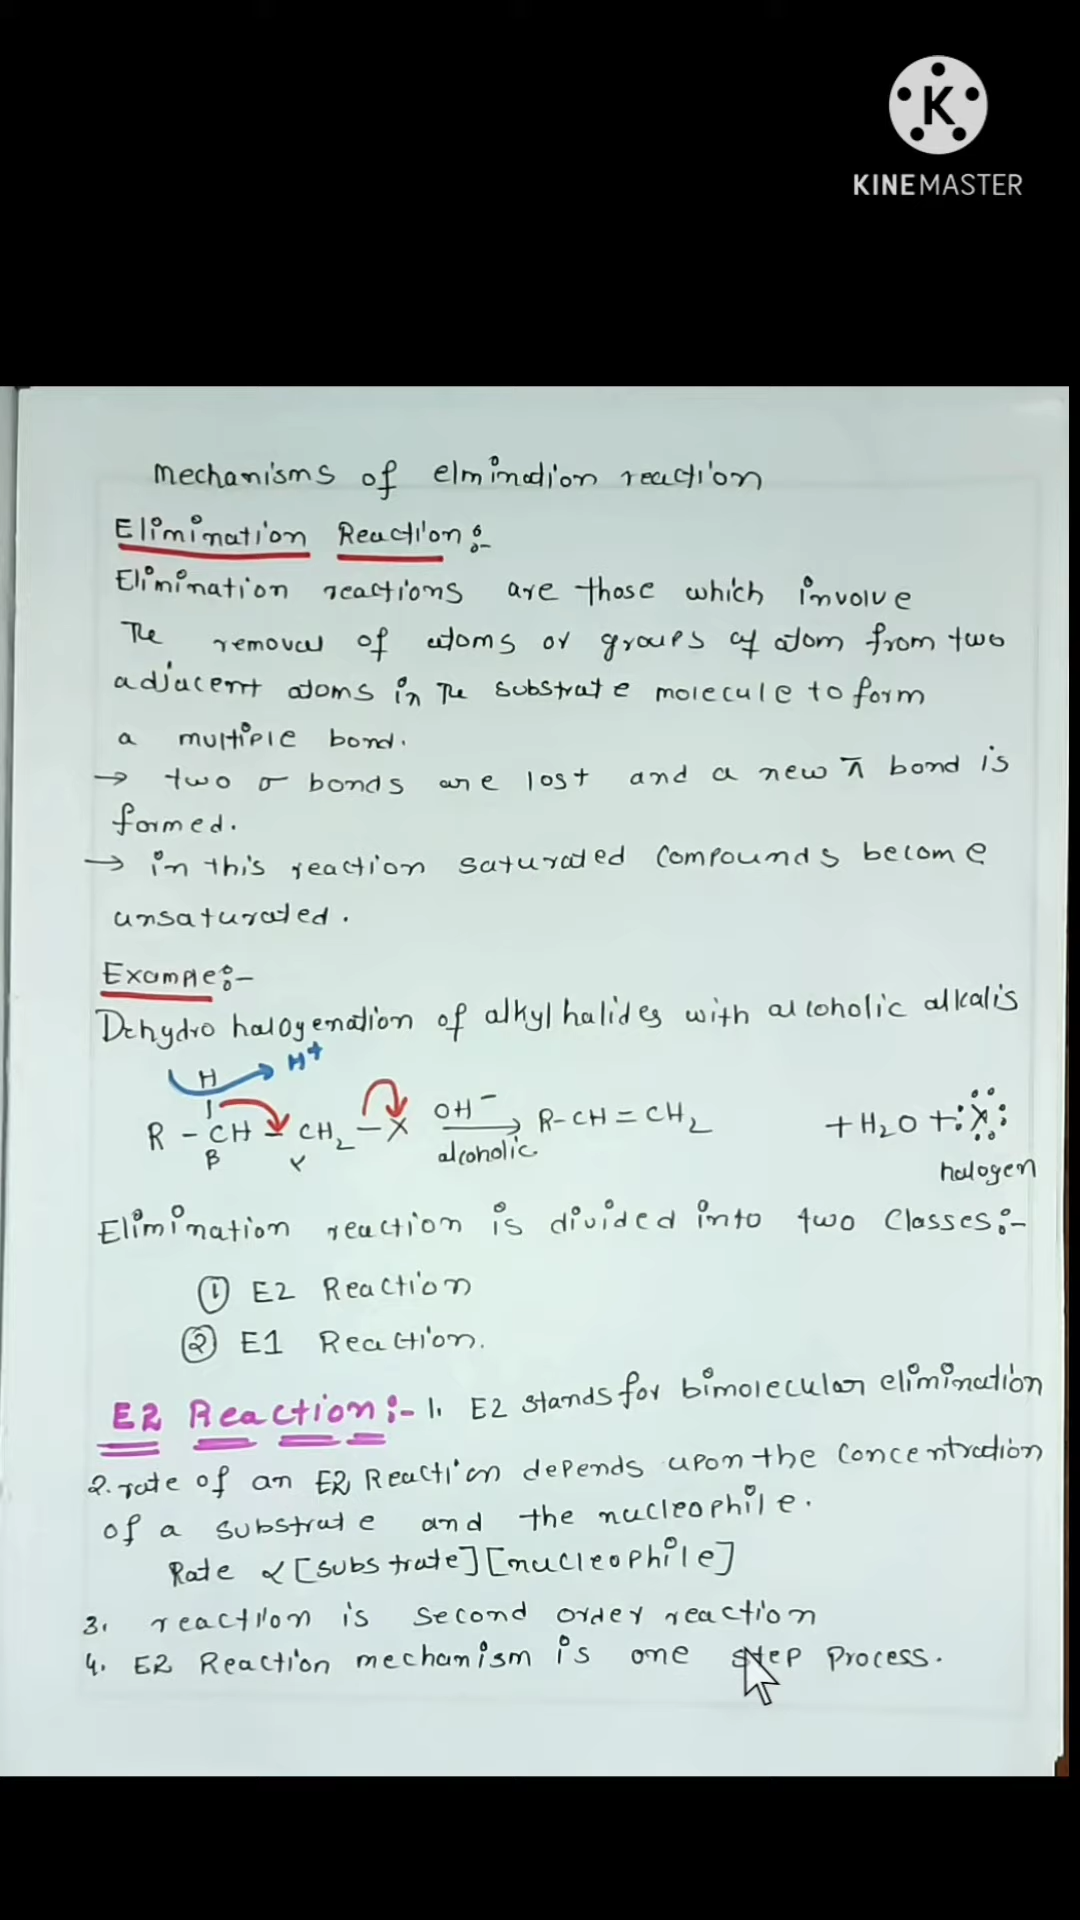 K
KINEMASTER
Mechanisms of elmination reaction
Elimination Reaction :-
Elimination reactions are those which involve
The removal of atoms or groups of atom from two
adjacent atoms in The substrate molecule to form
a multiple bond.
→ two σ bonds are lost and a new π bond is
formed.
→ in this reaction saturated compounds become
unsaturated.
Example:-
Dehydro halogenation of alkyl halides with alcoholic alkalis
H H+
R - CH - CH2 - X OH- → R-CH=CH2 + H2O + :X:
β α alcoholic halogen
Elimination reaction is divided into two classes:-
① E2 Reaction
② E1 Reaction.
E2 Reaction:- 1. E2 stands for bimolecular elimination
2. rate of an E2 Reaction depends upon the concentration
of a substrate and the nucleophile.
Rate α [substrate][nucleophile]
3. reaction is second order reaction
4. E2 Reaction mechanism is one step process.